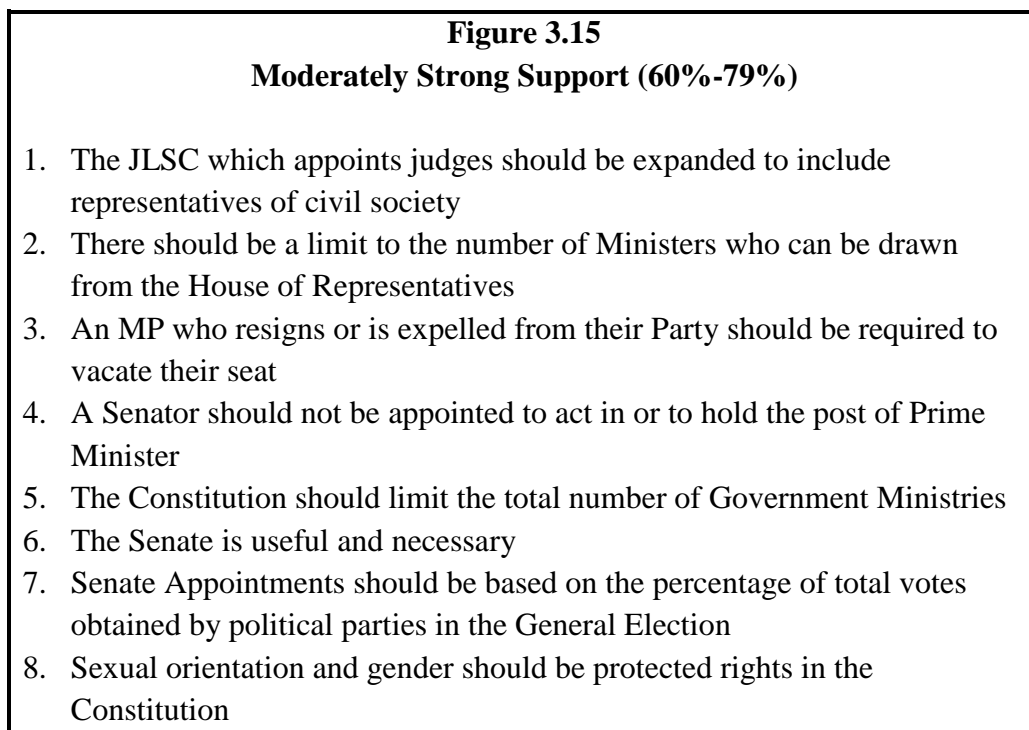 Figure 3.15
Moderately Strong Support (60%-79%)
1. The JLSC which appoints judges should be expanded to include
representatives of civil society
2. There should be a limit to the number of Ministers who can be drawn
from the House of Representatives
3. An MP who resigns or is expelled from their Party should be required to
vacate their seat
4. A Senator should not be appointed to act in or to hold the post of Prime
Minister
5. The Constitution should limit the total number of Government Ministries
6. The Senate is useful and necessary
7. Senate Appointments should be based on the percentage of total votes
obtained by political parties in the General Election
8. Sexual orientation and gender should be protected rights in the
Constitution